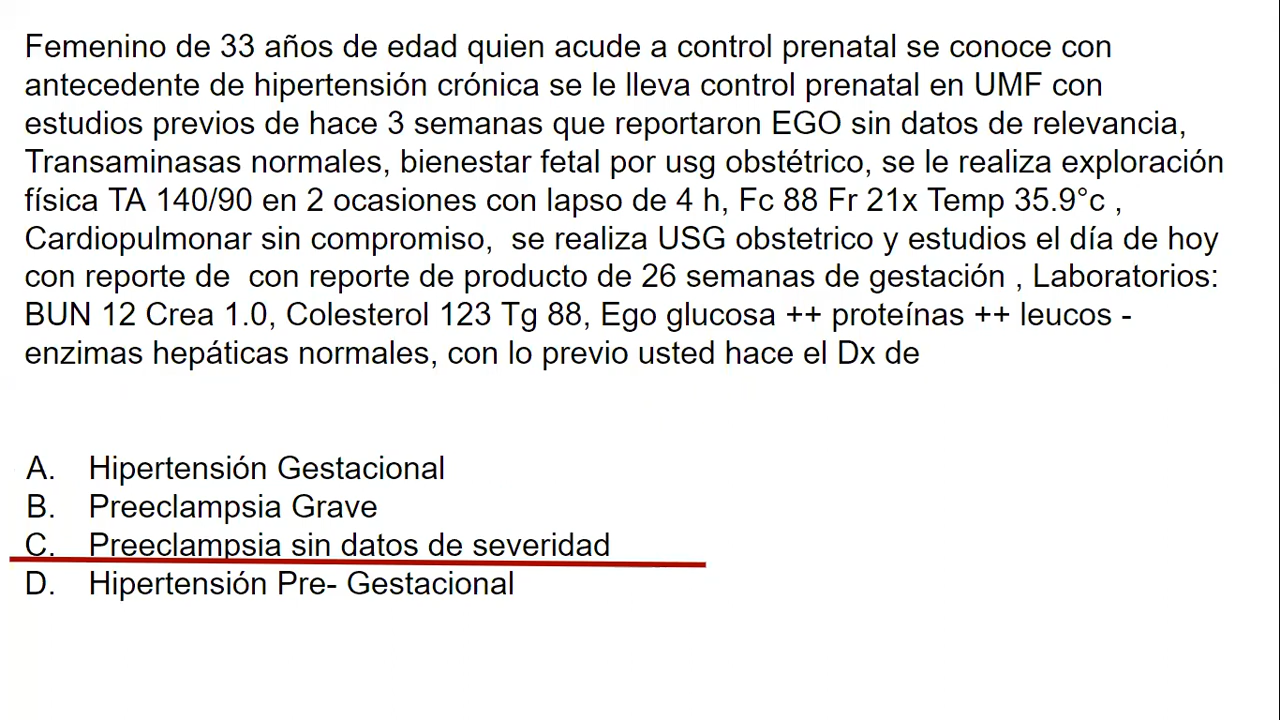 Femenino de 33 años de edad quien acude a control prenatal se conoce con
antecedente de hipertensión crónica se le lleva control prenatal en UMF con
estudios previos de hace 3 semanas que reportaron EGO sin datos de relevancia,
Transaminasas normales, bienestar fetal por usg obstétrico, se le realiza exploración
física TA 140/90 en 2 ocasiones con lapso de 4 h, Fc 88 Fr 21x Temp 35.9°c ,
Cardiopulmonar sin compromiso,  se realiza USG obstetrico y estudios el día de hoy
con reporte de  con reporte de producto de 26 semanas de gestación , Laboratorios:
BUN 12 Crea 1.0, Colesterol 123 Tg 88, Ego glucosa ++ proteínas ++ leucos -
enzimas hepáticas normales, con lo previo usted hace el Dx de
A. Hipertensión Gestacional
B. Preeclampsia Grave
C. Preeclampsia sin datos de severidad
D. Hipertensión Pre- Gestacional